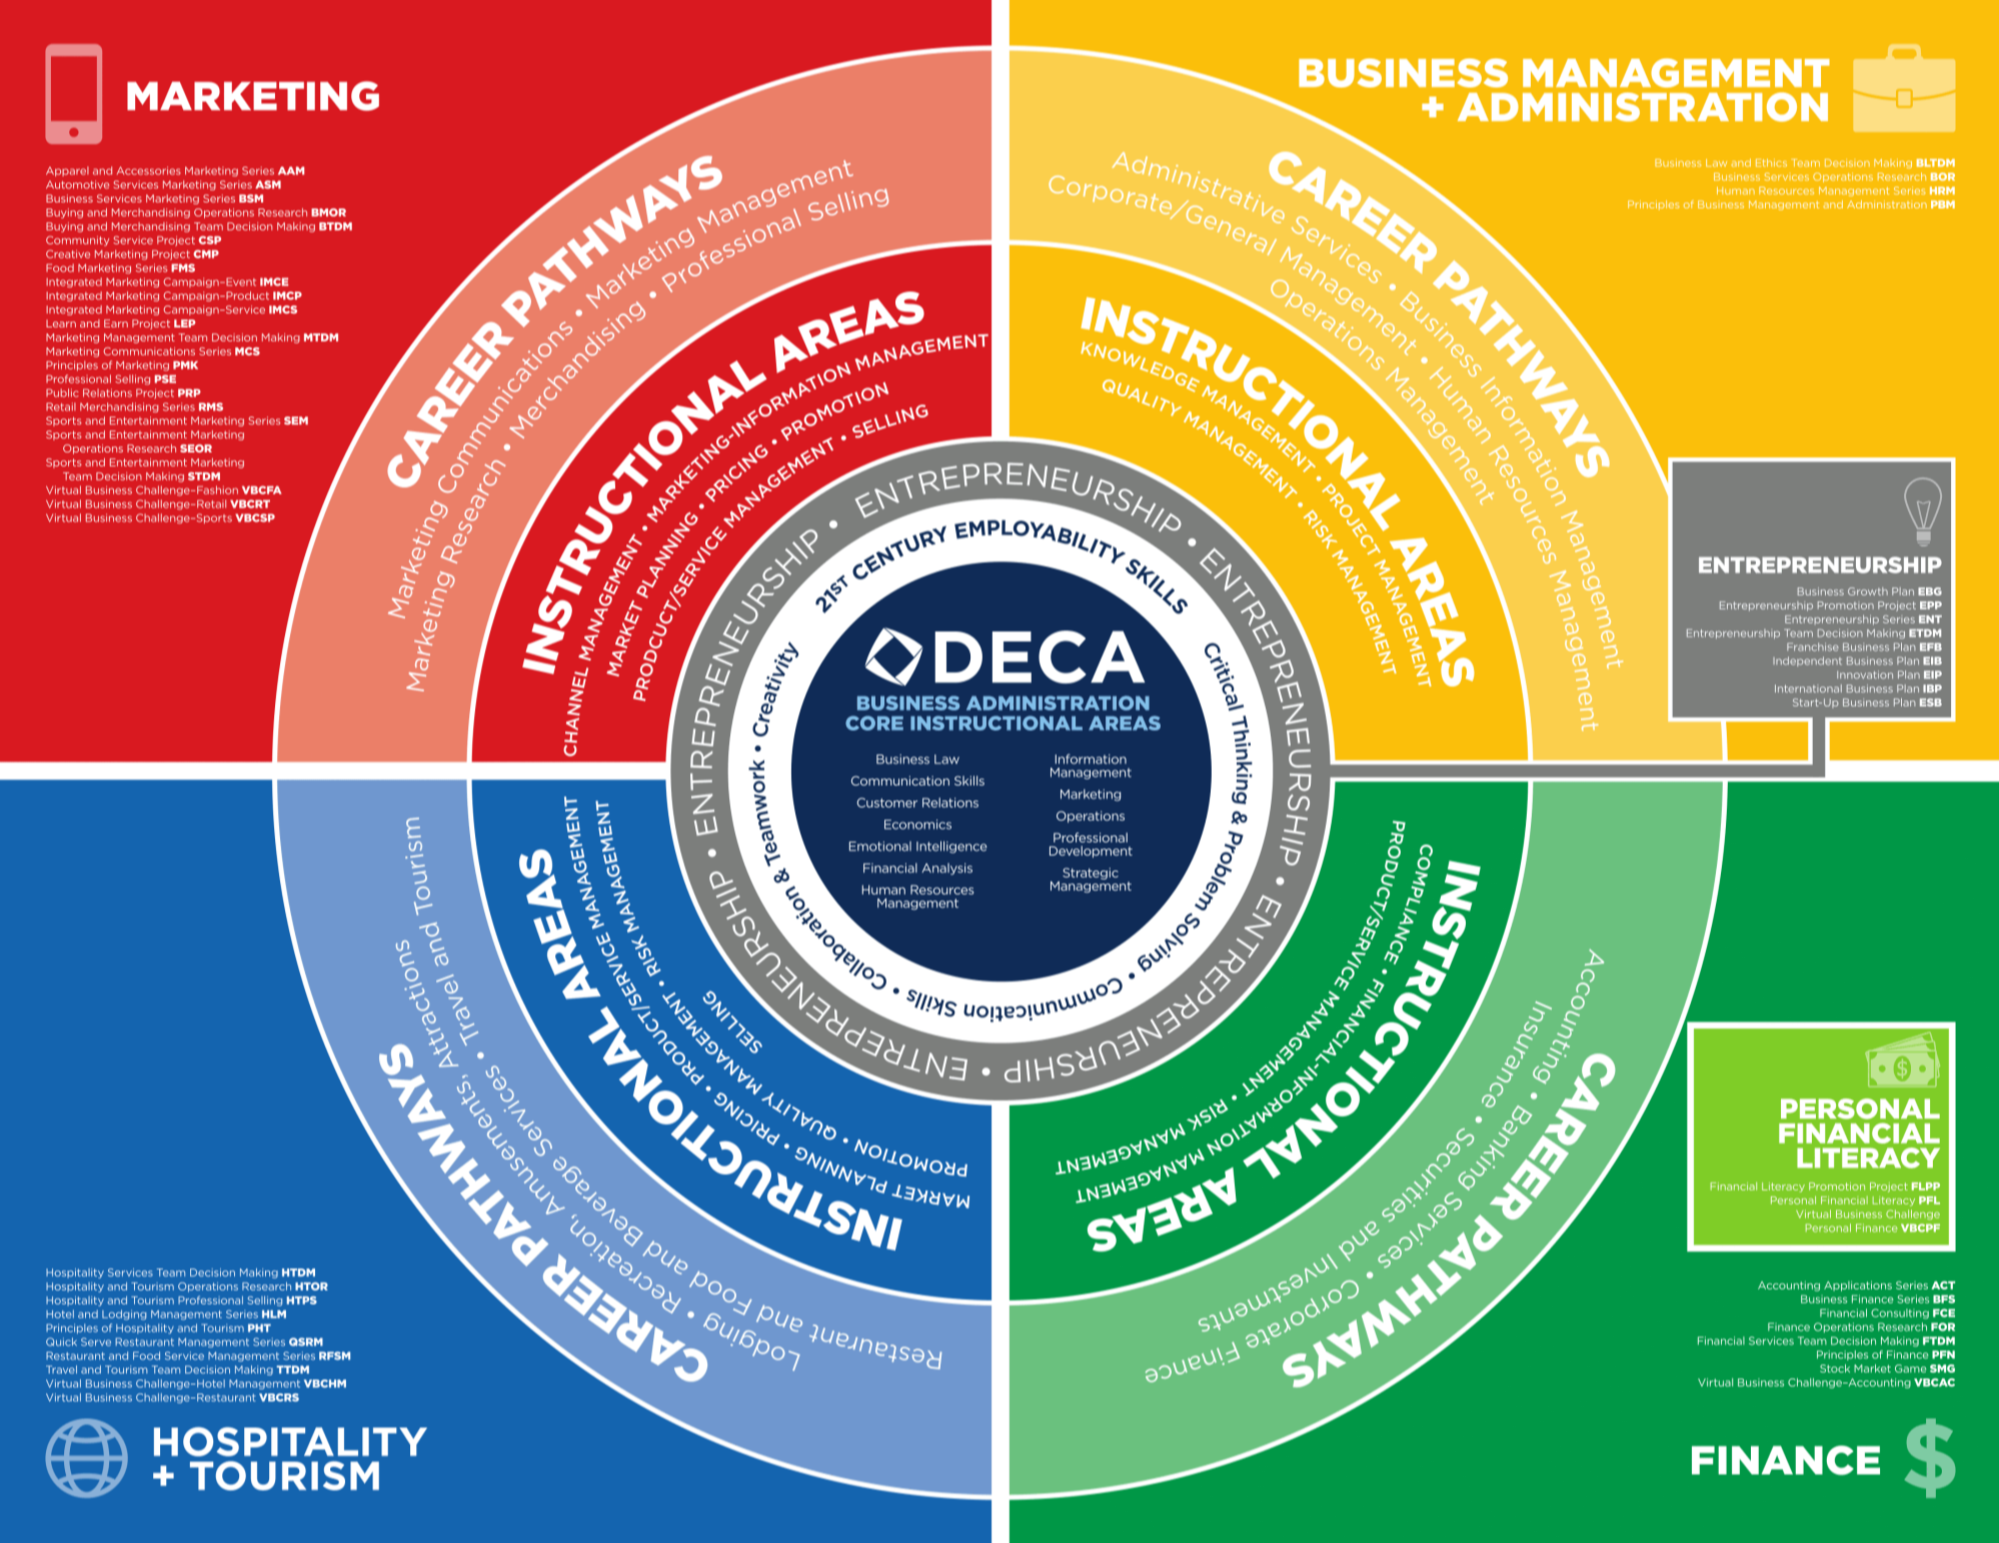 MARKETING
Apparel and Accessories Marketing Series AAM
Automotive Services Marketing Series ASM
Business Services Marketing Series BSM
Buying and Merchandising Operations Research BMOR
Buying and Merchandising Team Decision Making BTDM
Community Service Project CSP
Creative Marketing Project CMP
Food Marketing Series FMS
Integrated Marketing Campaign–Event IMCE
Integrated Marketing Campaign–Product IMCP
Integrated Marketing Campaign–Service IMCS
Learn and Earn Project LEP
Marketing Management Team Decision Making MTDM
Marketing Communications Series MCS
Principles of Marketing PMK
Professional Selling PSE
Public Relations Project PRP
Retail Merchandising Series RMS
Sports and Entertainment Marketing Series SEM
Sports and Entertainment Marketing
Operations Research SEOR
Sports and Entertainment Marketing
Team Decision Making STDM
Virtual Business Challenge–Fashion VBCFA
Virtual Business Challenge–Retail VBCRT
Virtual Business Challenge–Sports VBCSP
CAREER PATHWAYS
Marketing Communications • Marketing Management
Marketing Research • Merchandising • Professional Selling
INSTRUCTIONAL AREAS
CHANNEL MANAGEMENT • MARKETING-INFORMATION MANAGEMENT
MARKET PLANNING • PRICING • PROMOTION
PRODCUCT/SERVICE MANAGEMENT • SELLING
BUSINESS MANAGEMENT
+ ADMINISTRATION
Business Law and Ethics Team Decision Making BLTDM
Business Services Operations Research BOR
Human Resources Management Series HRM
Principles of Business Management and Administration PBM
CAREER PATHWAYS
Administrative Services • Business Information Management
Corporate/General Management • Human Resources Management
Operations Management
INSTRUCTIONAL AREAS
KNOWLEDGE MANAGEMENT • PROJECT MANAGEMENT
QUALITY MANAGEMENT • RISK MANAGEMENT
ENTREPRENEURSHIP
Business Growth Plan EBG
Entrepreneurship Promotion Project EPP
Entrepreneurship Series ENT
Entrepreneurship Team Decision Making ETDM
Franchise Business Plan EFB
Independent Business Plan EIB
Innovation Plan EIP
International Business Plan IBP
Start-Up Business Plan ESB
ENTREPRENEURSHIP • ENTREPRENEURSHIP • ENTREPRENEURSHIP • ENTREPRENEURSHIP • ENTREPRENEURSHIP •
21ST CENTURY EMPLOYABILITY SKILLS
Critical Thinking & Problem Solving • Communication Skills • Collaboration & Teamwork • Creativity
DECA
BUSINESS ADMINISTRATION
CORE INSTRUCTIONAL AREAS
Business Law
Communication Skills
Customer Relations
Economics
Emotional Intelligence
Financial Analysis
Human Resources
Management
Information
Management
Marketing
Operations
Professional
Development
Strategic
Management
INSTRUCTIONAL AREAS
MARKET PLANNING • PRICING • PRODUCT/SERVICE MANAGEMENT
PROMOTION • QUALITY MANAGEMENT • RISK MANAGEMENT
SELLING
CAREER PATHWAYS
Lodging • Recreation, Amusements, Attractions
Restaurant and Food and Beverage Services • Travel and Tourism
Hospitality Services Team Decision Making HTDM
Hospitality and Tourism Operations Research HTOR
Hospitality and Tourism Professional Selling HTPS
Hotel and Lodging Management Series HLM
Principles of Hospitality and Tourism PHT
Quick Serve Restaurant Management Series QSRM
Restaurant and Food Service Management Series RFSM
Travel and Tourism Team Decision Making TTDM
Virtual Business Challenge–Hotel Management VBCHM
Virtual Business Challenge–Restaurant VBCRS
HOSPITALITY
+ TOURISM
INSTRUCTIONAL AREAS
COMPLIANCE • FINANCIAL-INFORMATION MANAGEMENT
PRODUCT/SERVICE MANAGEMENT • RISK MANAGEMENT
CAREER PATHWAYS
Accounting • Banking Services • Corporate Finance
Insurance • Securities and Investments
$
PERSONAL
FINANCIAL
LITERACY
Financial Literacy Promotion Project FLPP
Personal Financial Literacy PFL
Virtual Business Challenge
Personal Finance VBCPF
Accounting Applications Series ACT
Business Finance Series BFS
Financial Consulting FCE
Finance Operations Research FOR
Financial Services Team Decision Making FTDM
Principles of Finance PFN
Stock Market Game SMG
Virtual Business Challenge–Accounting VBCAC
FINANCE $